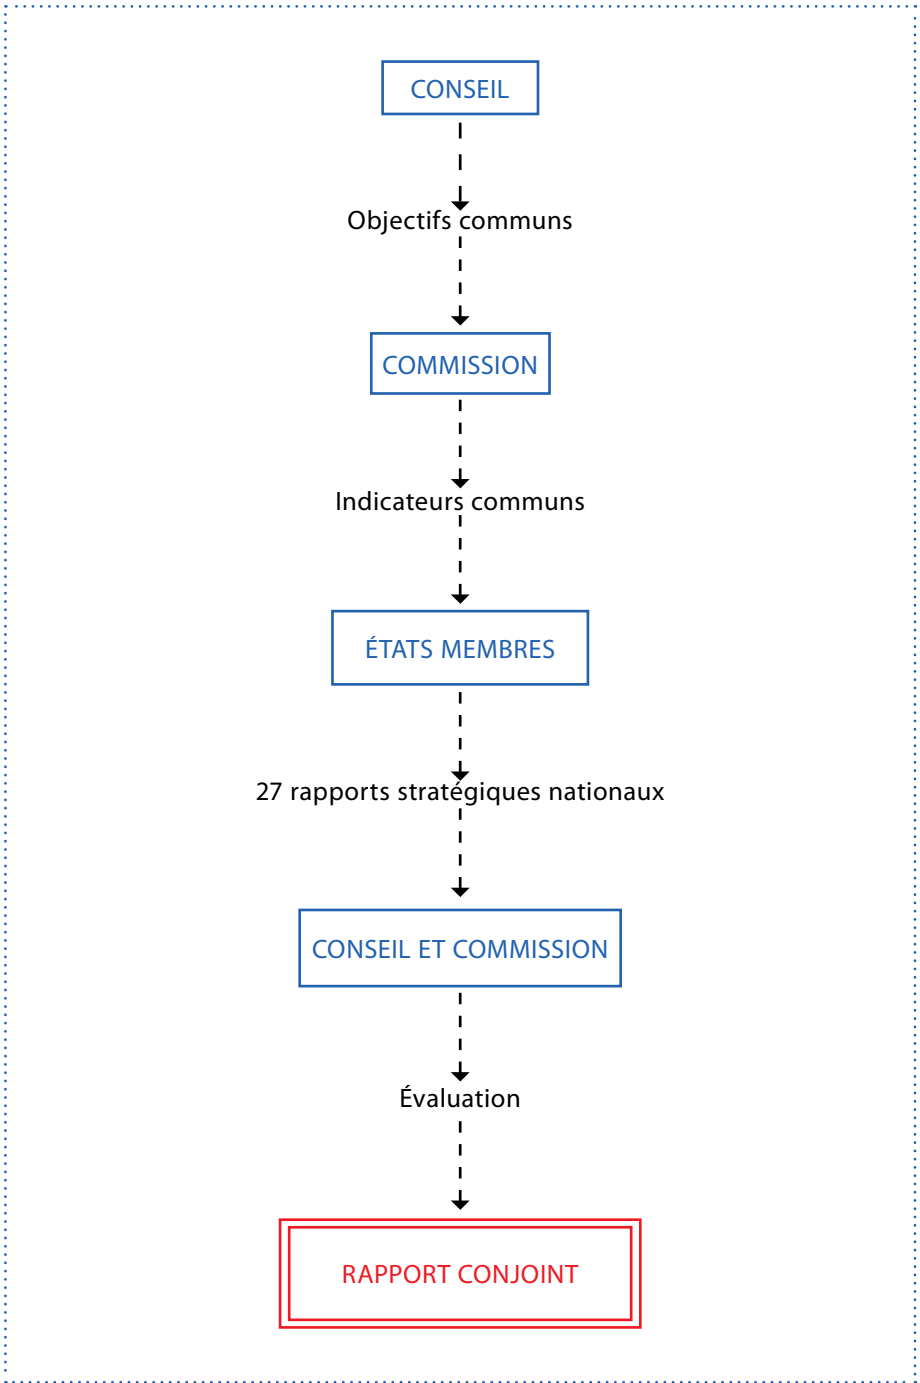 CONSEIL
Objectifs communs
COMMISSION
Indicateurs communs
ÉTATS MEMBRES
27 rapports stratégiques nationaux
CONSEIL ET COMMISSION
Évaluation
RAPPORT CONJOINT